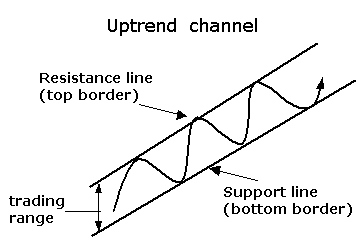 Uptrend channel
Resistance line
(top border)
trading
range
Support line
(bottom border)